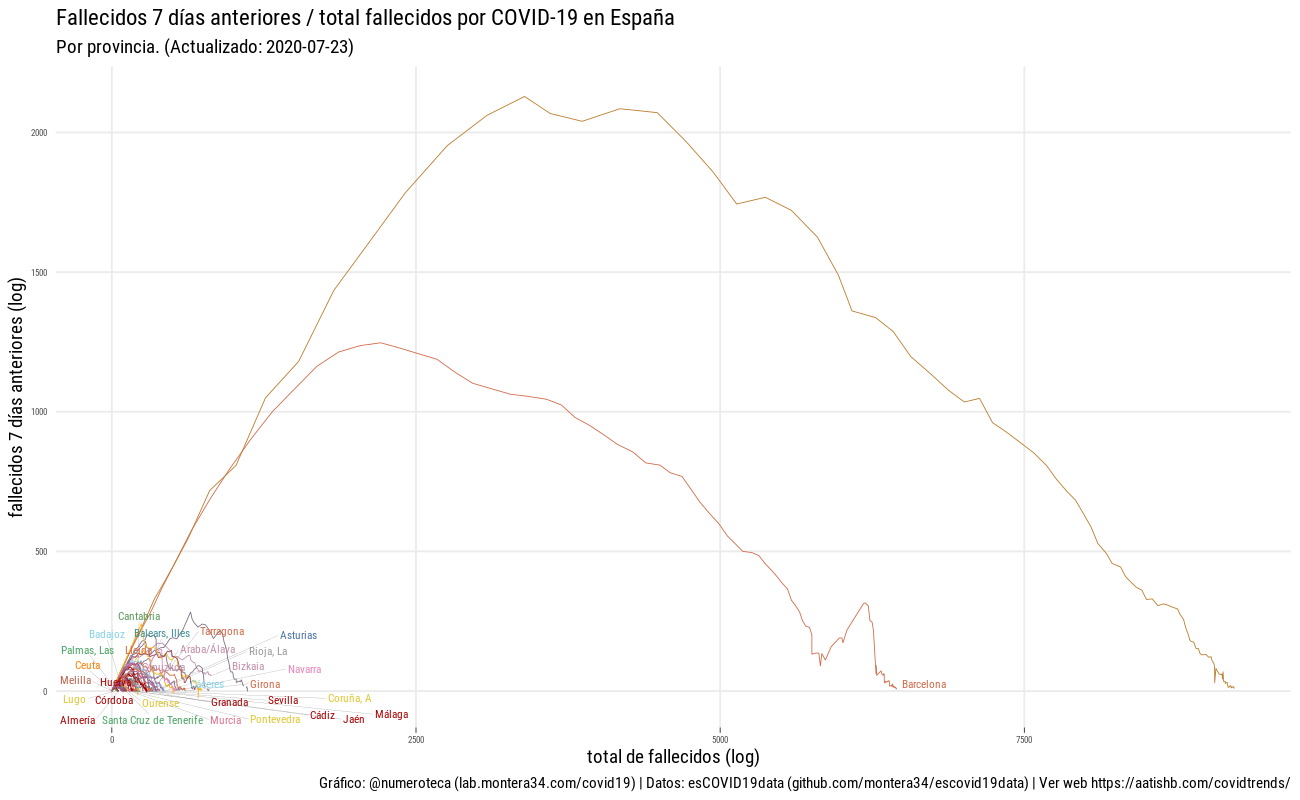 Fallecidos 7 días anteriores / total fallecidos por COVID-19 en España
Por provincia. (Actualizado: 2020-07-23)
fallecidos 7 días anteriores (log)
2000
1500
1000
500
0
Cantabria
Badajoz
Balears, Illes
Tarragona
Asturias
Palmas, Las
Araba/Álava
Rioja, La
Ceuta
Bizkaia
Navarra
Melilla
Huelva
Girona
Barcelona
Lugo
Córdoba
Ourense
Granada
Sevilla
Coruña, A
Almería
Santa Cruz de Tenerife
Murcia
Pontevedra
Cádiz
Jaén
Málaga
0
2500
5000
7500
total de fallecidos (log)
Gráfico: @numeroteca (lab.montera34.com/covid19) | Datos: esCOVID19data (github.com/montera34/escovid19data) | Ver web https://aatishb.com/covidtrends/